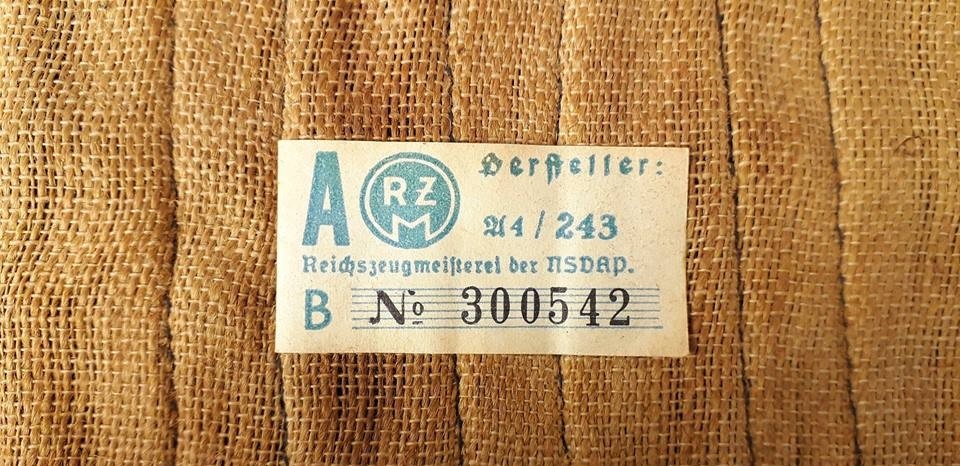 A RZM Hersteller:
A4 / 243
Reichszeugmeisterei der NSDAP.
B No 300542